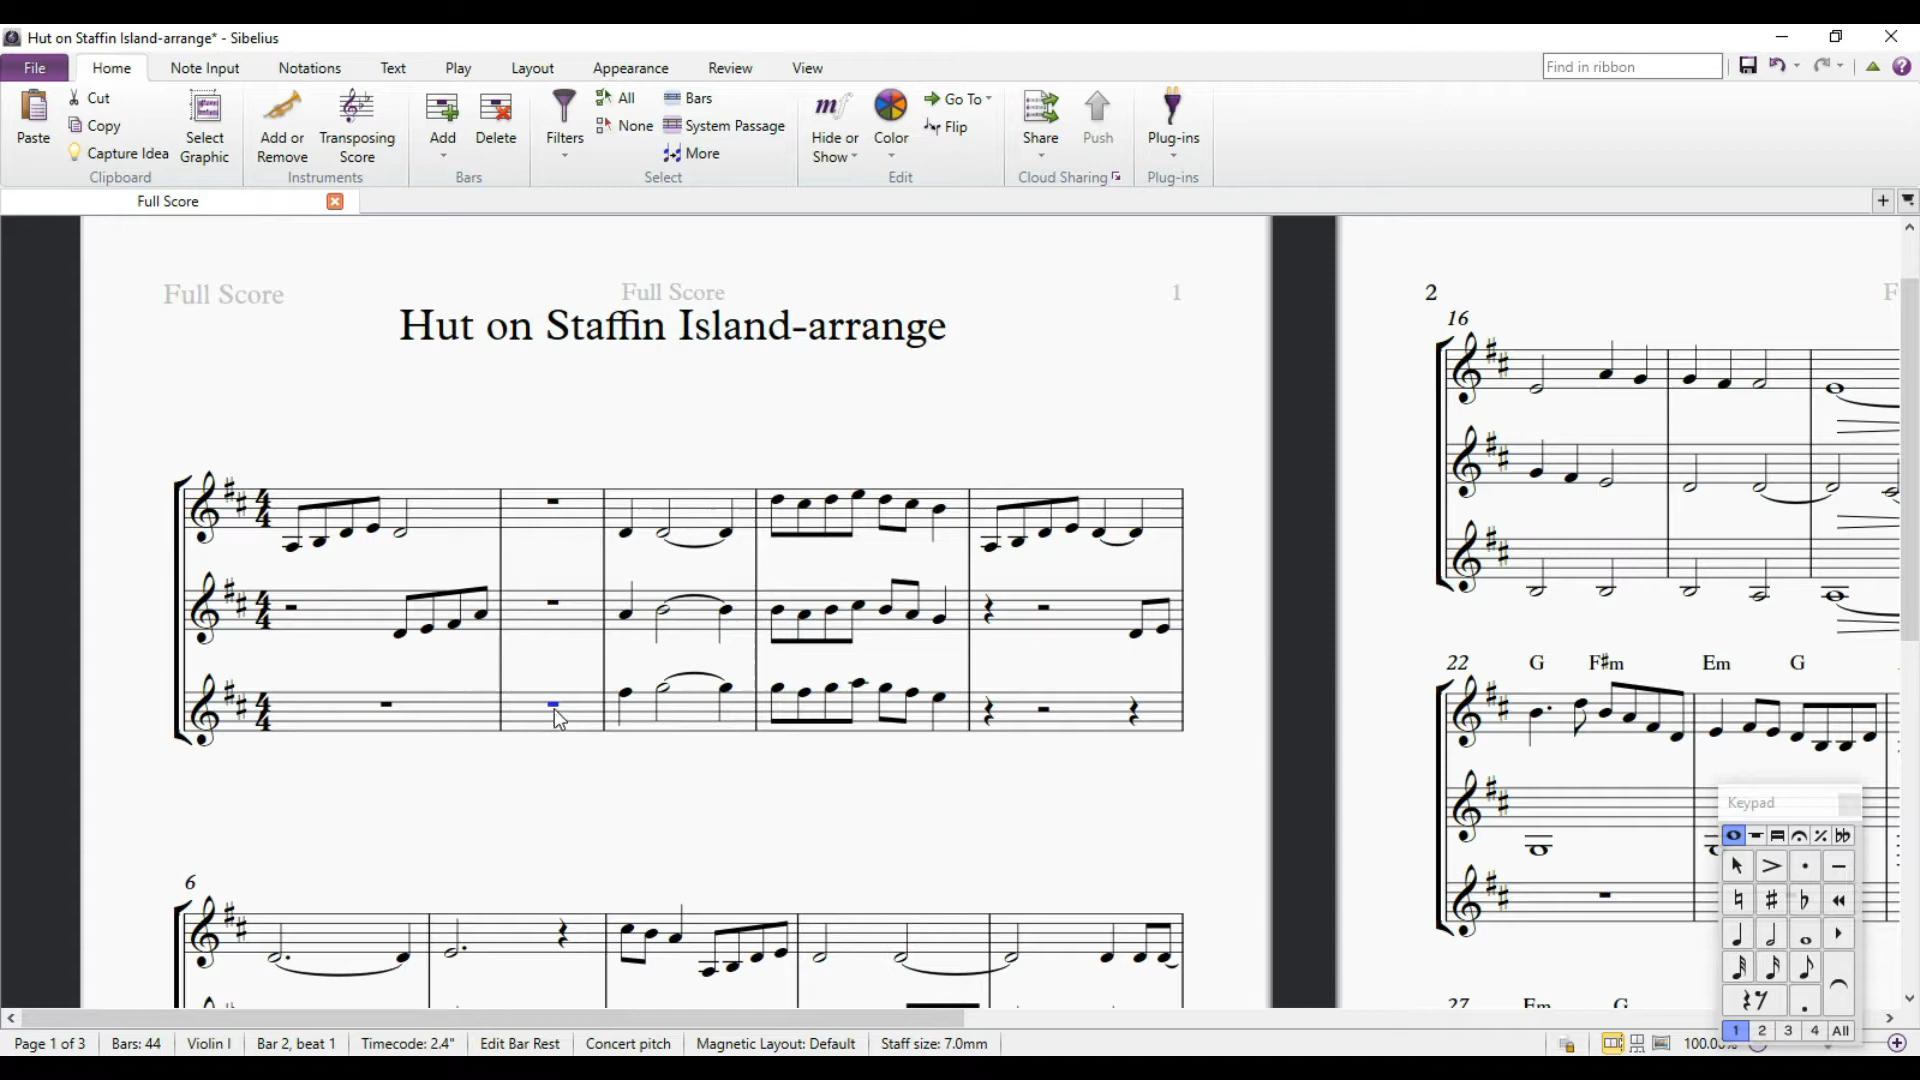 Hut on Staffin Island-arrange* - Sibelius
File Home Note Input Notations Text Play Layout Appearance Review View Find in ribbon
Paste Cut Copy Capture Idea Select Graphic Clipboard
Add or Remove Transposing Score Instruments
Add Delete Bars
Filters All None Bars System Passage More Select
Hide or Show Color Go To Flip Edit
Share Push Cloud Sharing
Plug-ins Plug-ins
Full Score
Full Score Full Score 1
Hut on Staffin Island-arrange
2
16
6
22 G F#m Em G
27 Em G
Keypad
1 2 3 4 All
Page 1 of 3 Bars: 44 Violin I Bar 2, beat 1 Timecode: 2.4" Edit Bar Rest Concert pitch Magnetic Layout: Default Staff size: 7.0mm